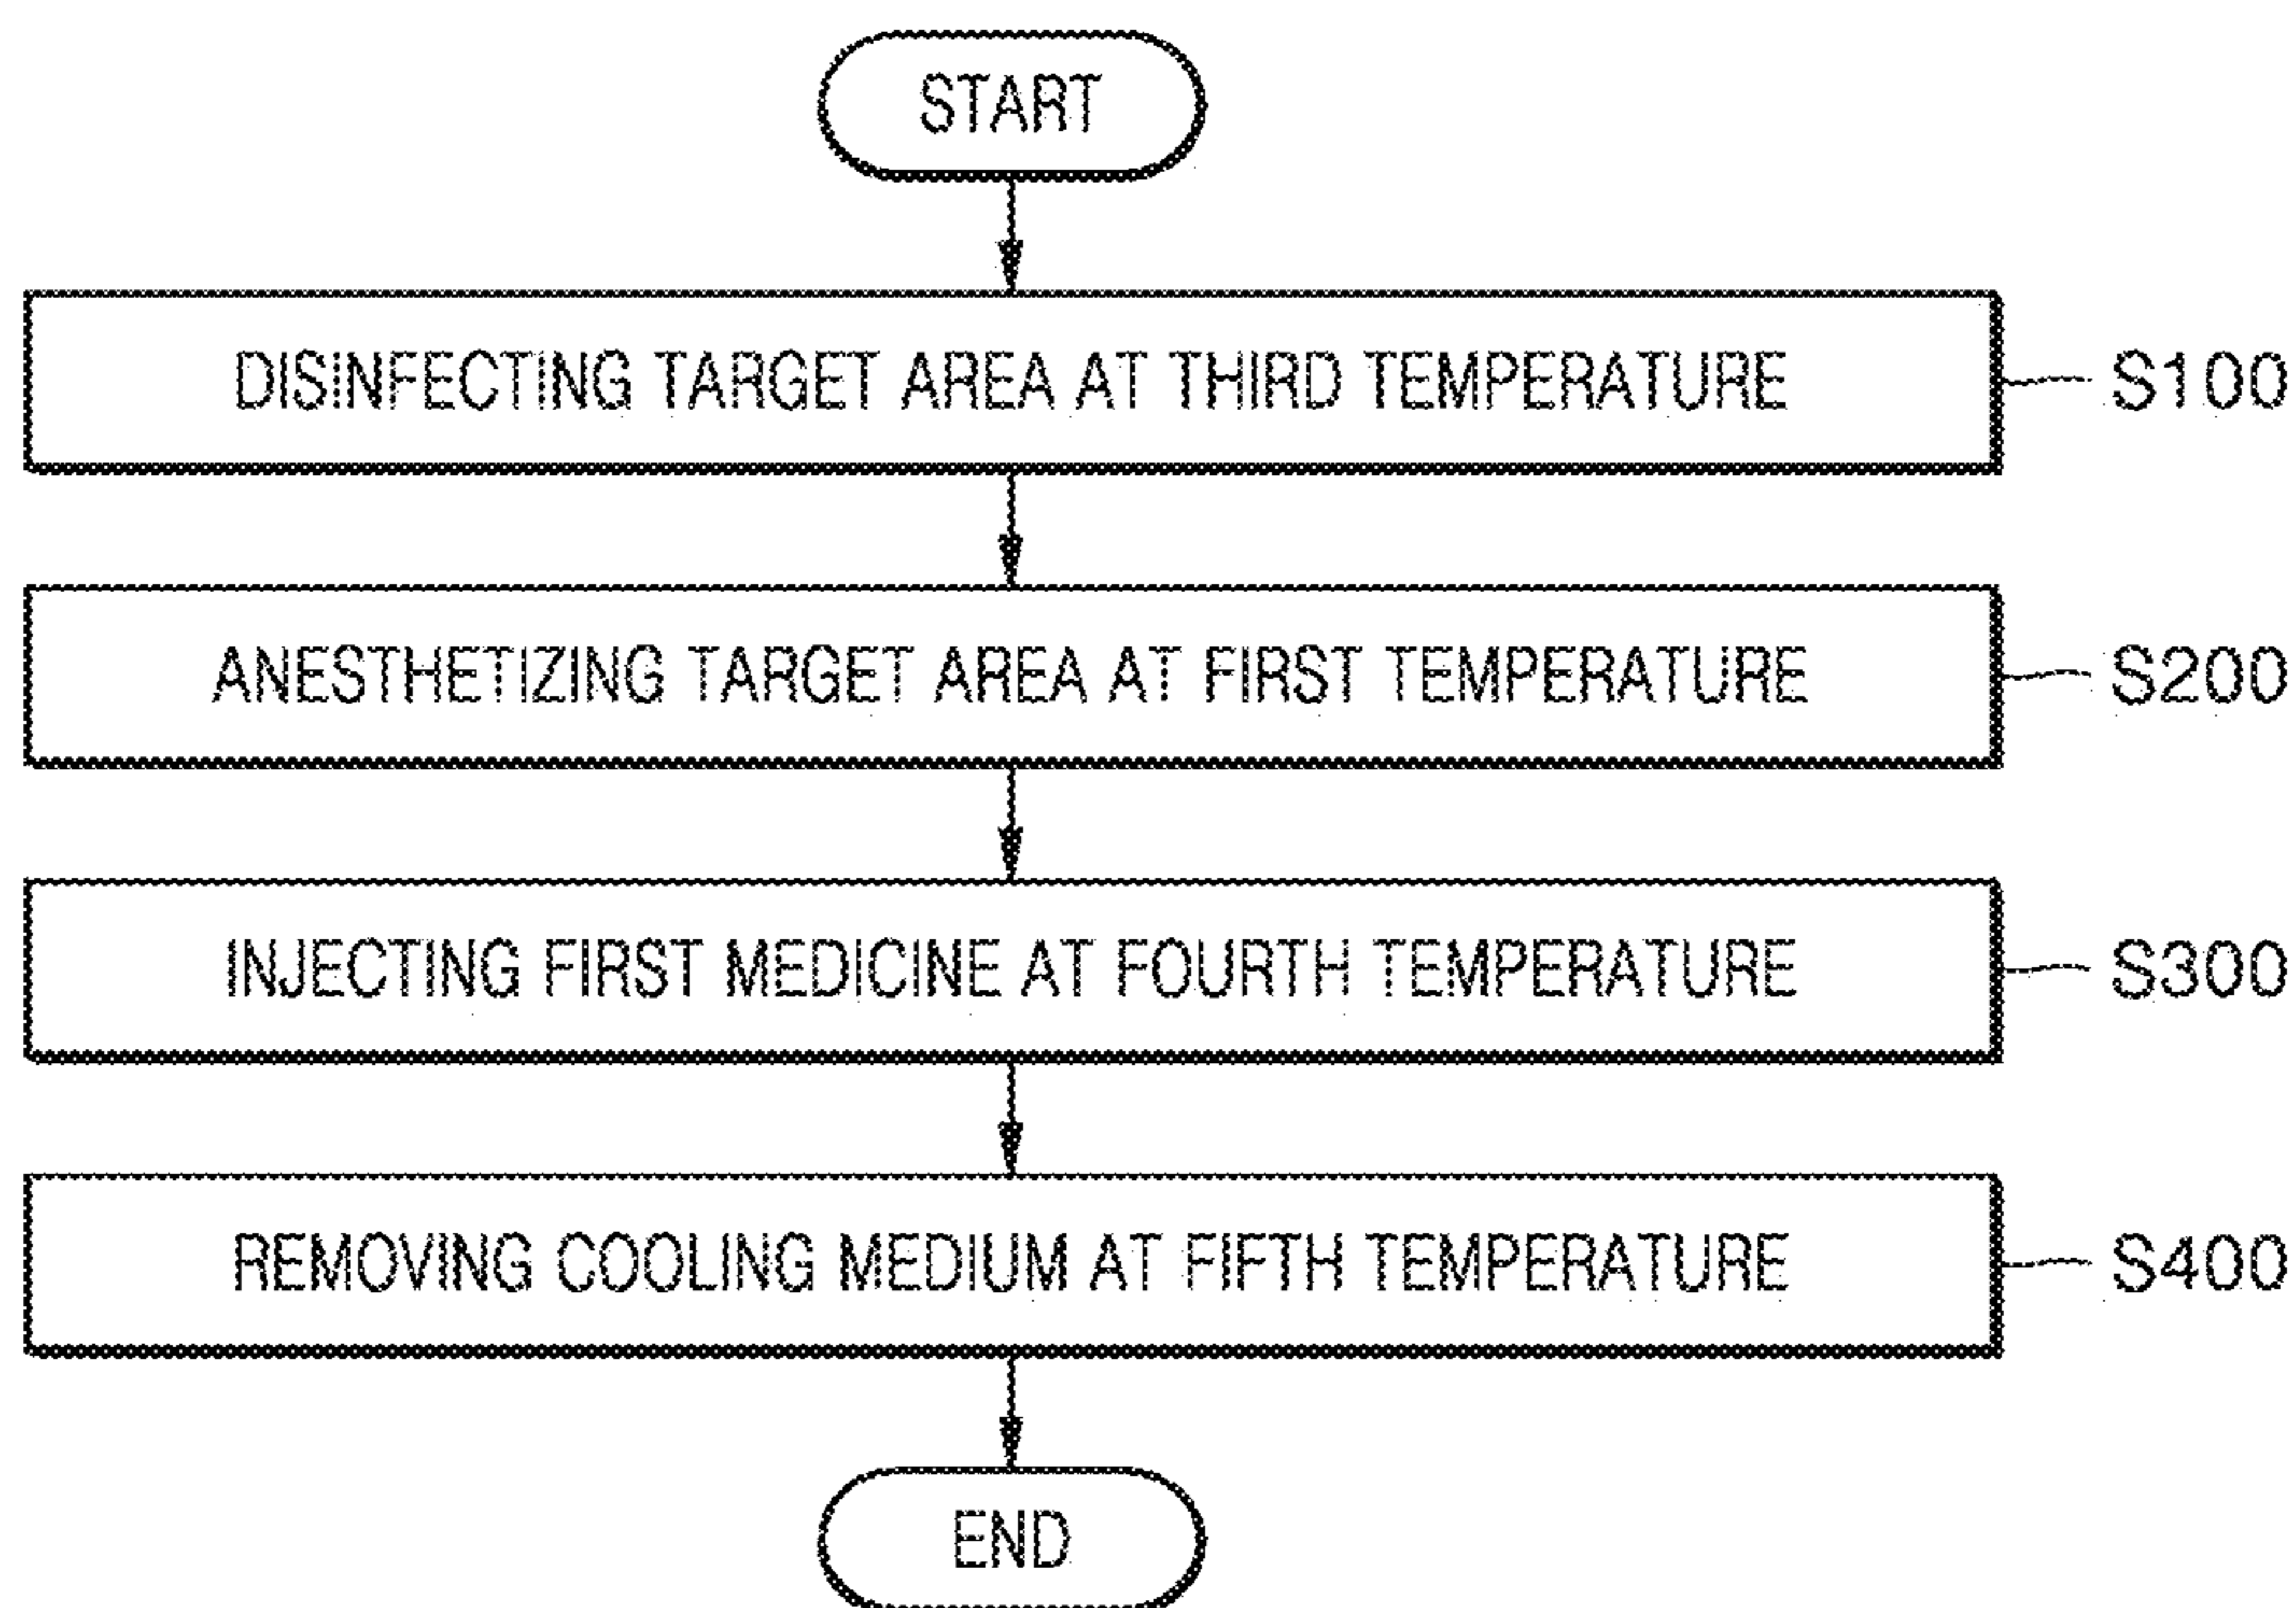 START
DISINFECTING TARGET AREA AT THIRD TEMPERATURE S100
ANESTHETIZING TARGET AREA AT FIRST TEMPERATURE S200
INJECTING FIRST MEDICINE AT FOURTH TEMPERATURE S300
REMOVING COOLING MEDIUM AT FIFTH TEMPERATURE S400
END